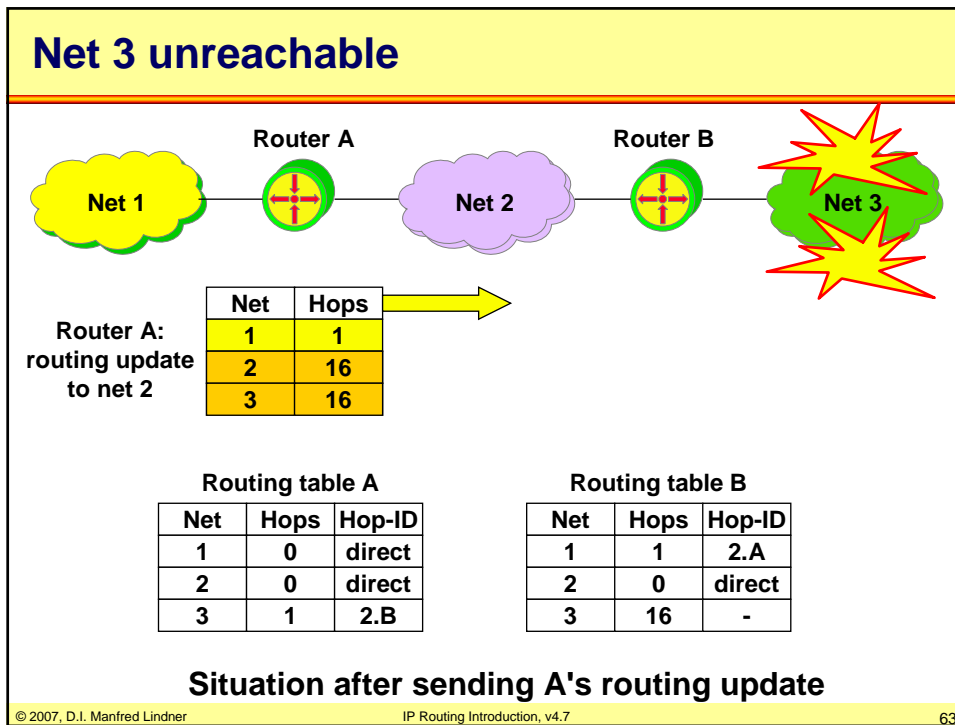 Net 3 unreachable
Router A
Router B
Net 1
Net 2
Net 3
Router A:
routing update
to net 2
Net Hops
1 1
2 16
3 16
Routing table A
Net Hops Hop-ID
1 0 direct
2 0 direct
3 1 2.B
Routing table B
Net Hops Hop-ID
1 1 2.A
2 0 direct
3 16 -
Situation after sending A's routing update
© 2007, D.I. Manfred Lindner
IP Routing Introduction, v4.7
63